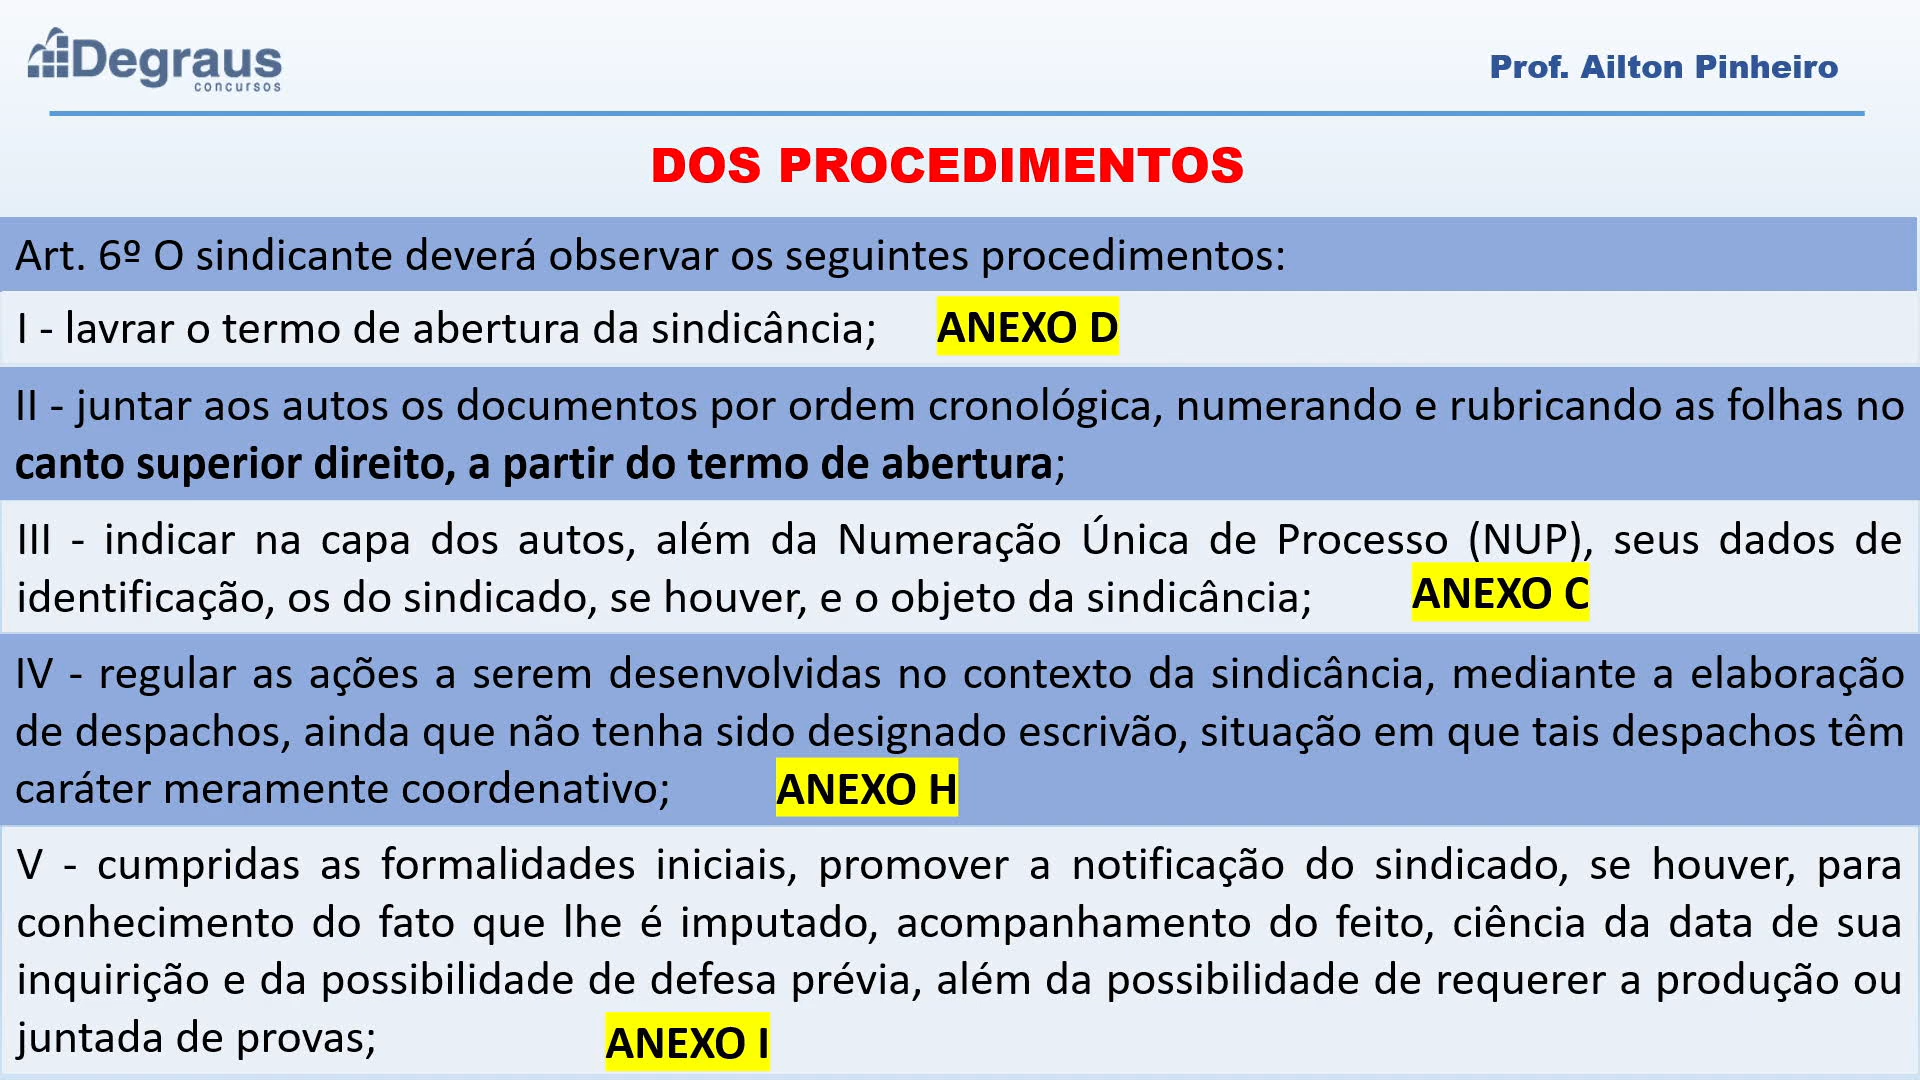 Degraus
concursos
Prof. Ailton Pinheiro
DOS PROCEDIMENTOS
Art. 6º O sindicante deverá observar os seguintes procedimentos:
I - lavrar o termo de abertura da sindicância; ANEXO D
II - juntar aos autos os documentos por ordem cronológica, numerando e rubricando as folhas no
canto superior direito, a partir do termo de abertura;
III - indicar na capa dos autos, além da Numeração Única de Processo (NUP), seus dados de
identificação, os do sindicado, se houver, e o objeto da sindicância; ANEXO C
IV - regular as ações a serem desenvolvidas no contexto da sindicância, mediante a elaboração
de despachos, ainda que não tenha sido designado escrivão, situação em que tais despachos têm
caráter meramente coordenativo; ANEXO H
V - cumpridas as formalidades iniciais, promover a notificação do sindicado, se houver, para
conhecimento do fato que lhe é imputado, acompanhamento do feito, ciência da data de sua
inquirição e da possibilidade de defesa prévia, além da possibilidade de requerer a produção ou
juntada de provas; ANEXO I